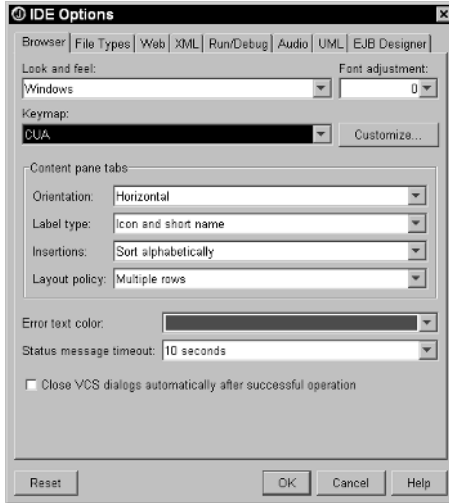 IDE Options
Browser File Types Web XML Run/Debug Audio UML EJB Designer
Look and feel: Font adjustment:
Windows 0
Keymap:
CUA Customize...
Content pane tabs
Orientation: Horizontal
Label type: Icon and short name
Insertions: Sort alphabetically
Layout policy: Multiple rows
Error text color:
Status message timeout: 10 seconds
Close VCS dialogs automatically after successful operation
Reset OK Cancel Help